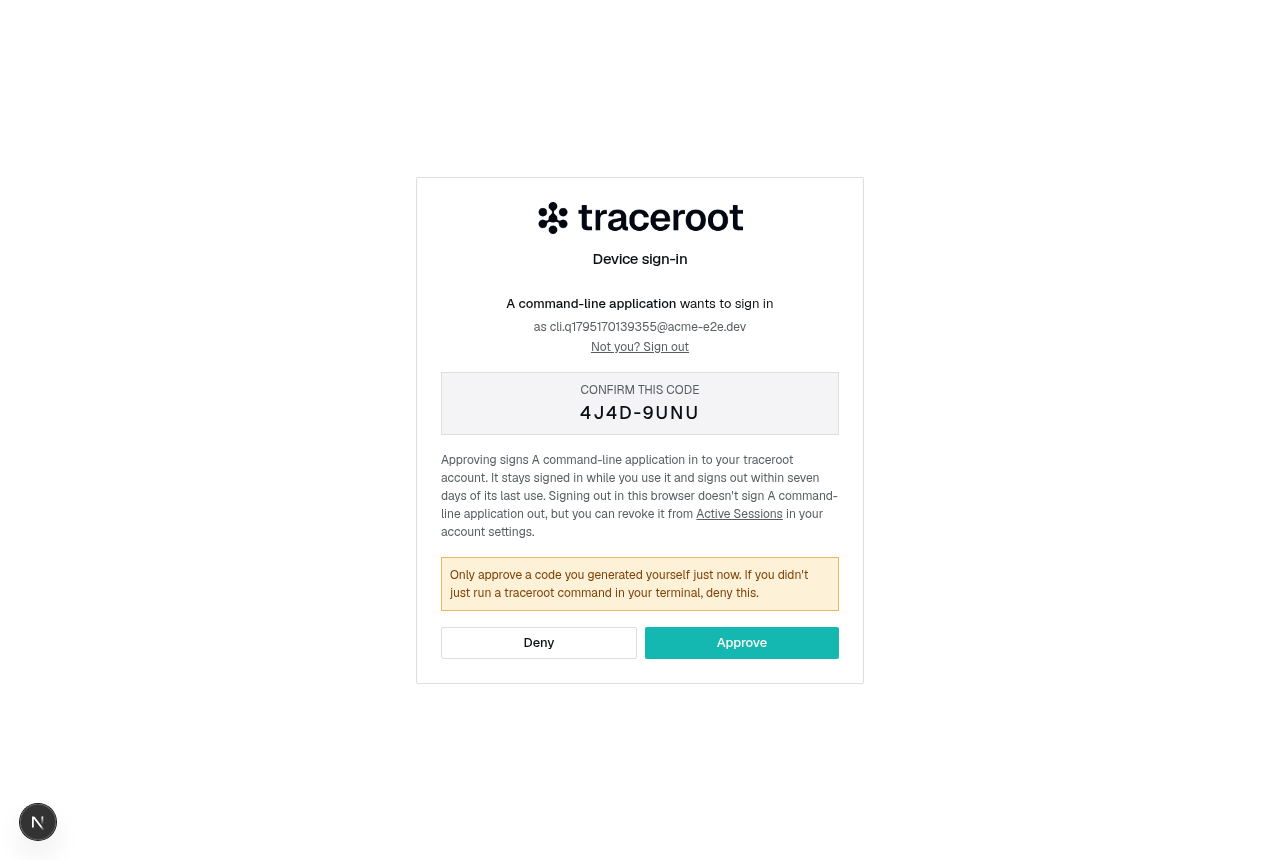 traceroot
Device sign-in
A command-line application wants to sign in
as cli.q1795170139355@acme-e2e.dev
Not you? Sign out
CONFIRM THIS CODE
4J4D-9UNU
Approving signs A command-line application in to your traceroot
account. It stays signed in while you use it and signs out within seven
days of its last use. Signing out in this browser doesn't sign A command-
line application out, but you can revoke it from Active Sessions in your
account settings.
Only approve a code you generated yourself just now. If you didn't
just run a traceroot command in your terminal, deny this.
Deny
Approve
N